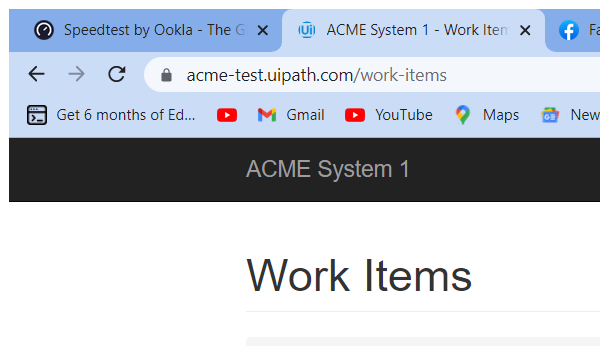 Speedtest by Ookla - The G
ACME System 1 - Work Item
Fa
acme-test.uipath.com/work-items
Get 6 months of Ed...
Gmail
YouTube
Maps
New
ACME System 1
Work Items